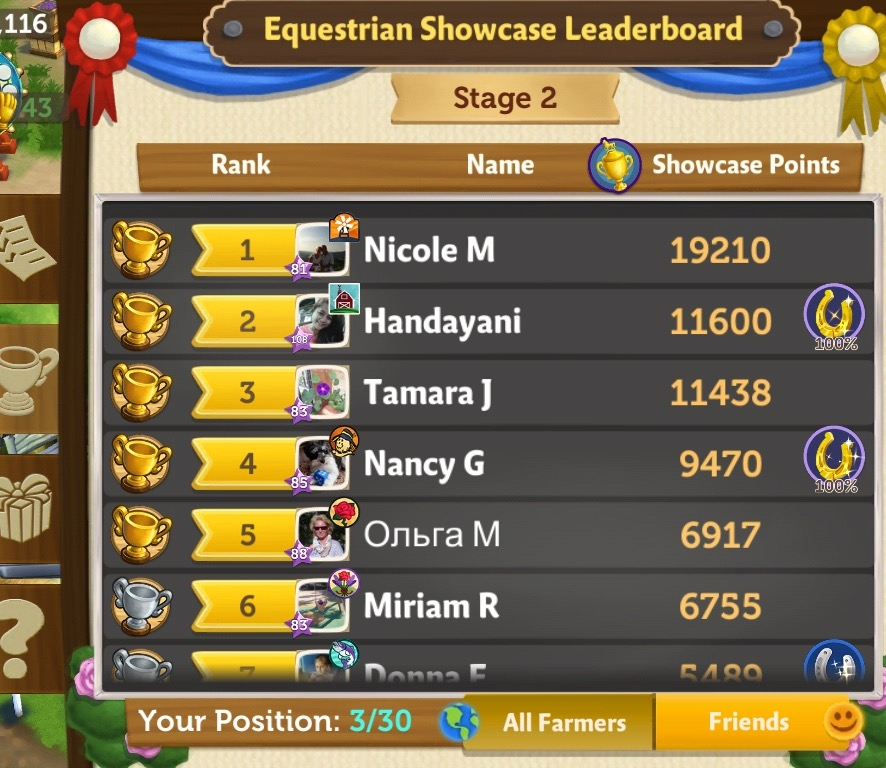 ,116
Equestrian Showcase Leaderboard
43
Stage 2
Rank Name Showcase Points
1 81 Nicole M 19210
2 108 Handayani 11600 100%
3 83 Tamara J 11438
4 85 Nancy G 9470 100%
5 88 Ольга М 6917
6 83 Miriam R 6755
7 Donna 5489
Your Position: 3/30 All Farmers Friends